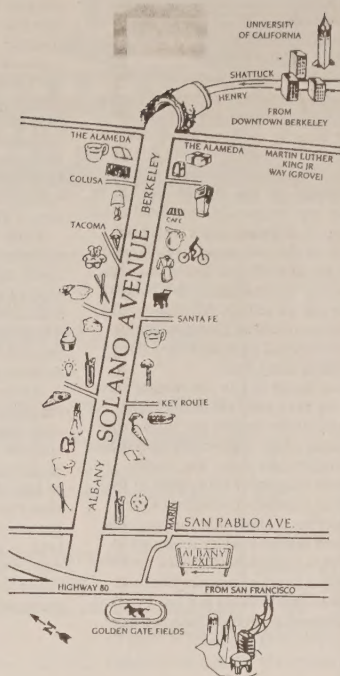 UNIVERSITY
OF CALIFORNIA
SHATTUCK
HENRY
FROM
DOWNTOWN BERKELEY
THE ALAMEDA
THE ALAMEDA
MARTIN LUTHER
KING JR
WAY (GROVE)
COLUSA
BERKELEY
CAFE
TACOMA
SOLANO AVENUE
SANTA FE
KEY ROUTE
ALBANY
MARIN
SAN PABLO AVE.
ALBANY
EXIT
HIGHWAY 80
FROM SAN FRANCISCO
N
GOLDEN GATE FIELDS